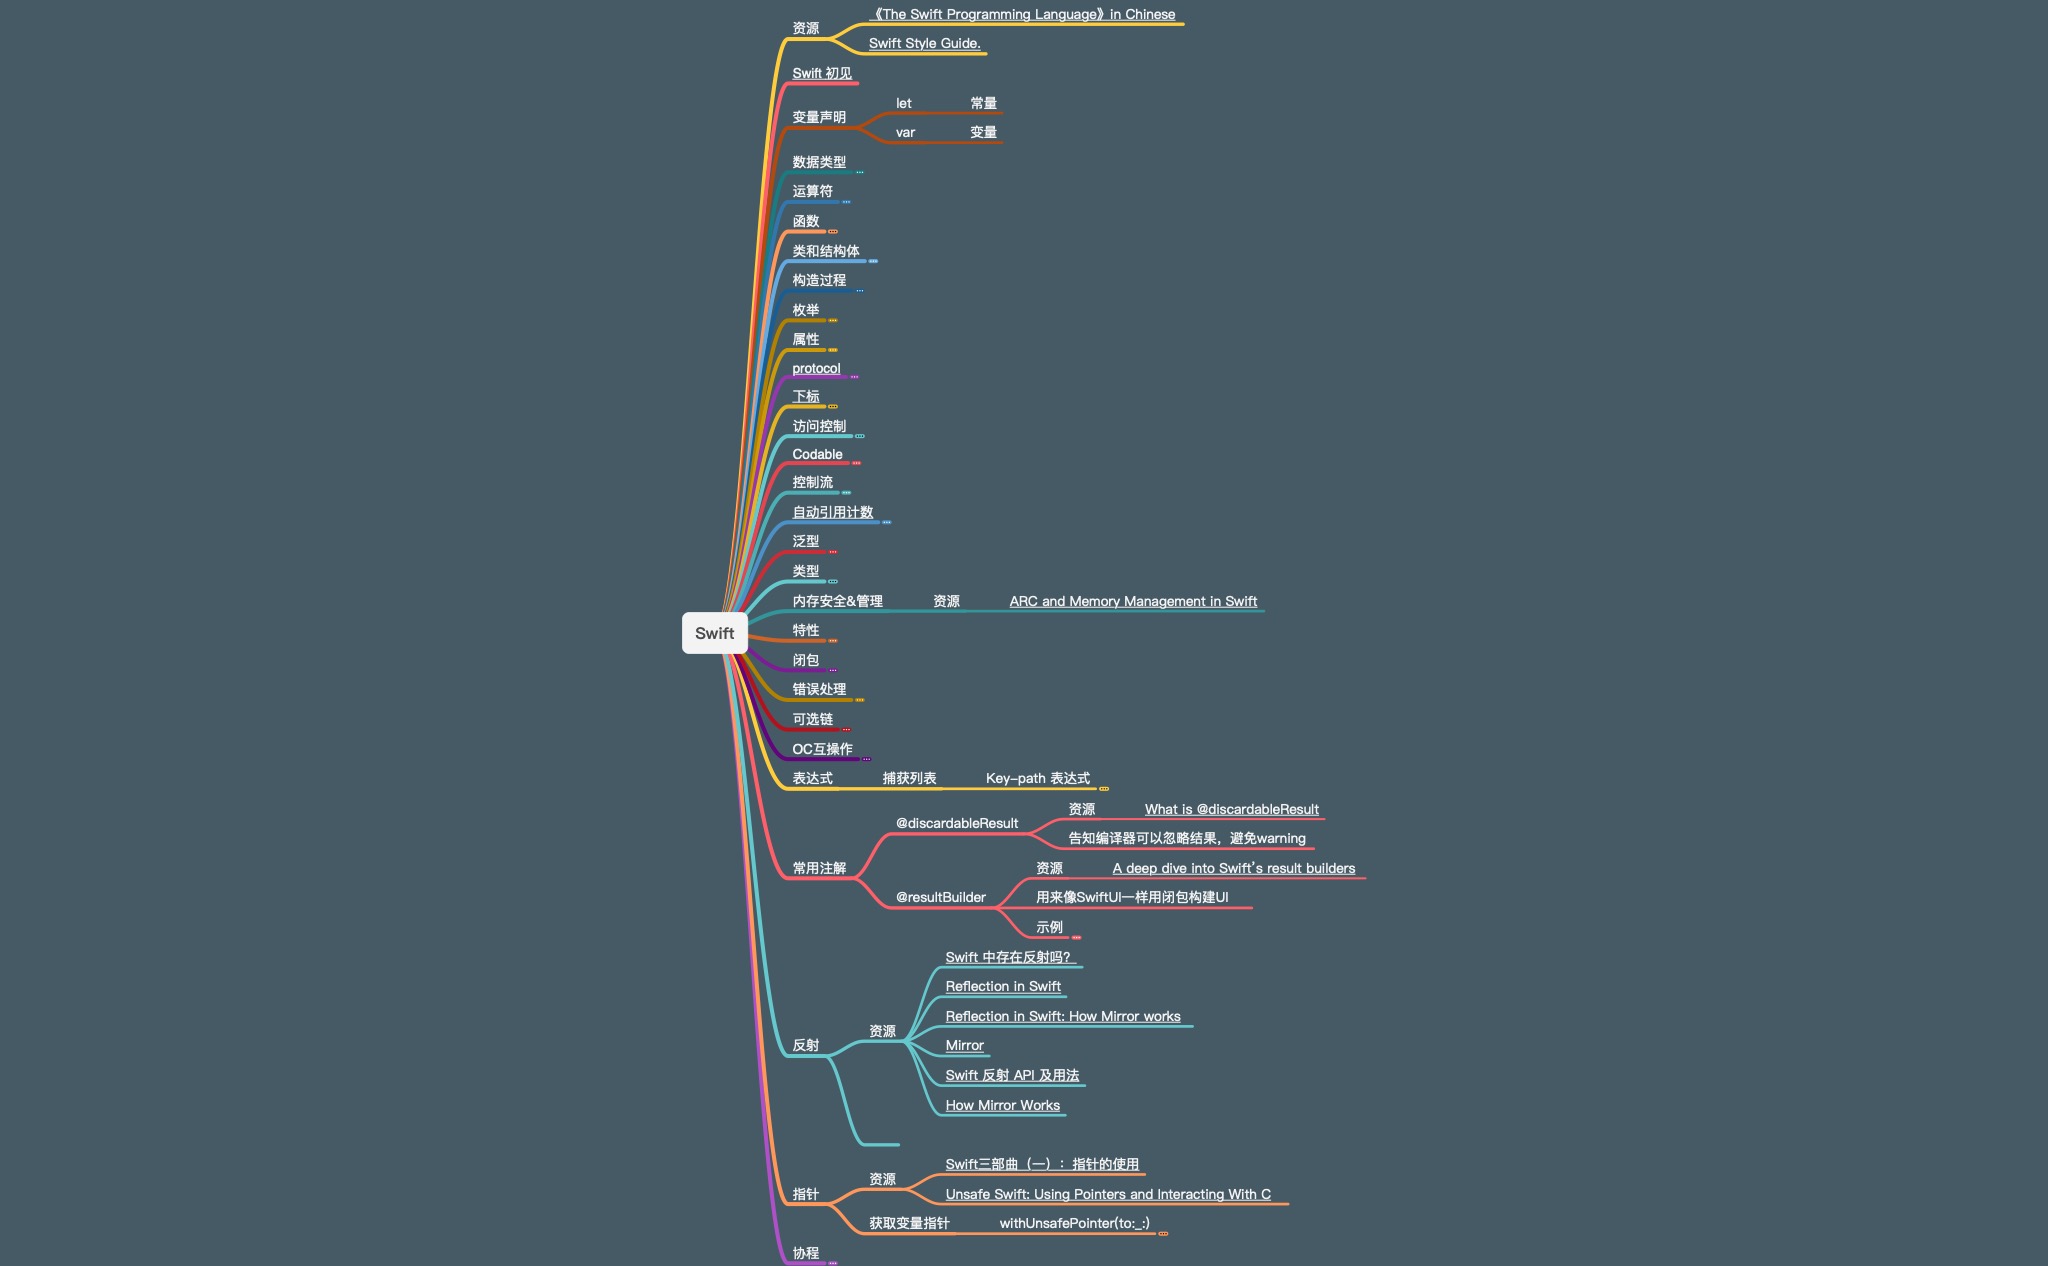 资源
《The Swift Programming Language》in Chinese
Swift Style Guide.
Swift 初见
变量声明
let 常量
var 变量
数据类型
运算符
函数
类和结构体
构造过程
枚举
属性
protocol
下标
访问控制
Codable
控制流
自动引用计数
泛型
类型
内存安全&管理 资源 ARC and Memory Management in Swift
Swift
特性
闭包
错误处理
可选链
OC互操作
表达式 捕获列表 Key-path 表达式
常用注解
@discardableResult
资源 What is @discardableResult
告知编译器可以忽略结果，避免warning
@resultBuilder
资源 A deep dive into Swift's result builders
用来像SwiftUI一样用闭包构建UI
示例
反射
资源
Swift 中存在反射吗？
Reflection in Swift
Reflection in Swift: How Mirror works
Mirror
Swift 反射 API 及用法
How Mirror Works
指针
资源
Swift三部曲（一）：指针的使用
Unsafe Swift: Using Pointers and Interacting With C
获取变量指针 withUnsafePointer(to:_:)
协程